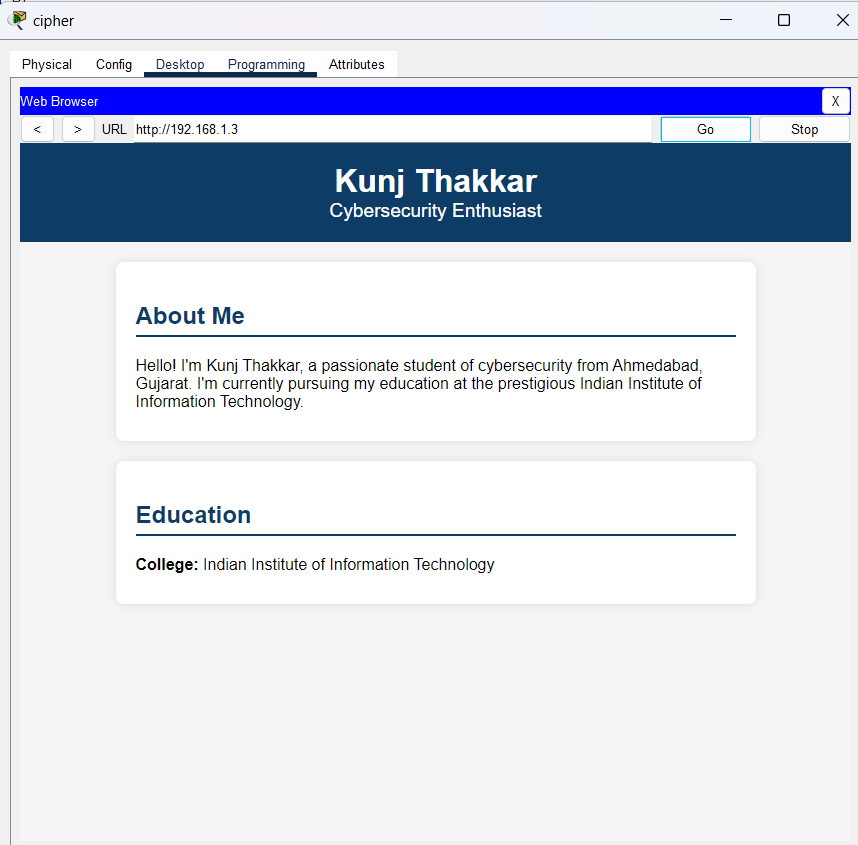 cipher
Physical Config Desktop Programming Attributes
Web Browser X
< > URL http://192.168.1.3 Go Stop
Kunj Thakkar
Cybersecurity Enthusiast
About Me
Hello! I'm Kunj Thakkar, a passionate student of cybersecurity from Ahmedabad,
Gujarat. I'm currently pursuing my education at the prestigious Indian Institute of
Information Technology.
Education
College: Indian Institute of Information Technology